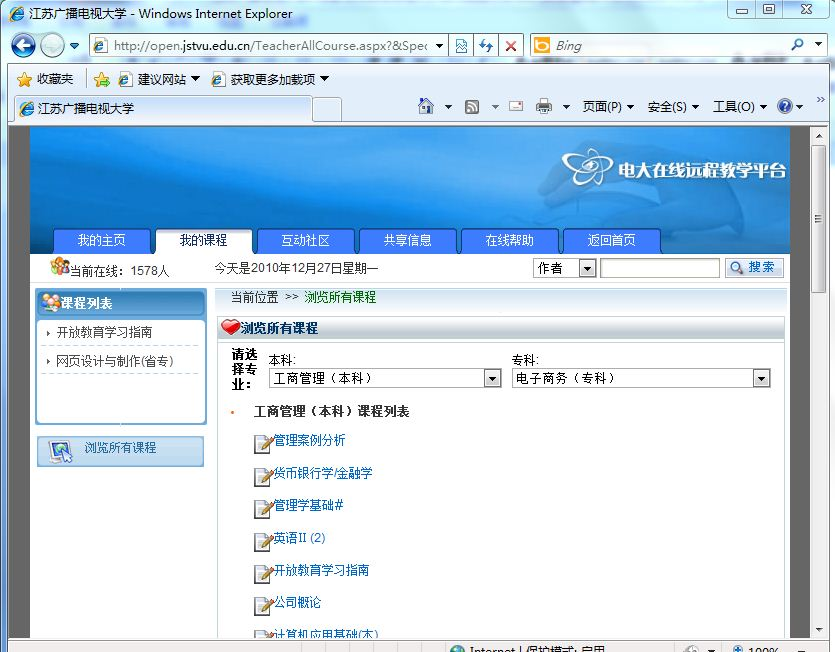 江苏广播电视大学 - Windows Internet Explorer
http://open.jstvu.edu.cn/TeacherAllCourse.aspx?&Spec
Bing
收藏夹 建议网站 获取更多加载项
江苏广播电视大学 页面(P) 安全(S) 工具(O)
电大在线远程教学平台
我的主页 我的课程 互动社区 共享信息 在线帮助 返回首页
当前在线: 1578人 今天是2010年12月27日星期一 作者 搜索
课程列表
开放教育学习指南
网页设计与制作(省专)
浏览所有课程
当前位置 >> 浏览所有课程
浏览所有课程
请选择专业:
本科:
工商管理（本科）
专科:
电子商务（专科）
工商管理（本科）课程列表
管理案例分析
货币银行学/金融学
管理学基础#
英语II (2)
开放教育学习指南
公司概论
计算机应用基础(本)
Internet | 保护模式: 启用 100%